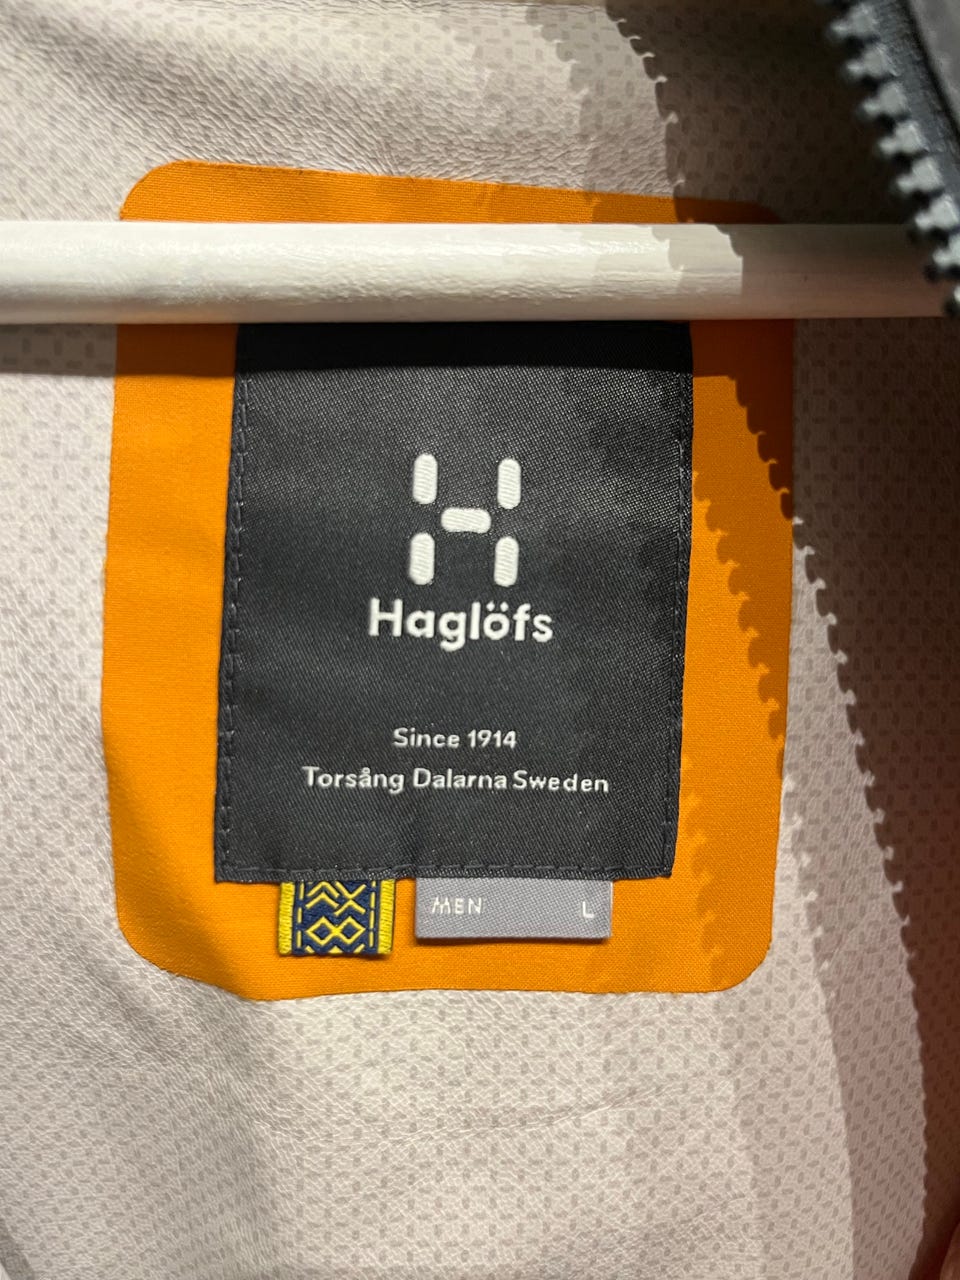 Haglöfs
Since 1914
Torsång Dalarna Sweden
MEN L